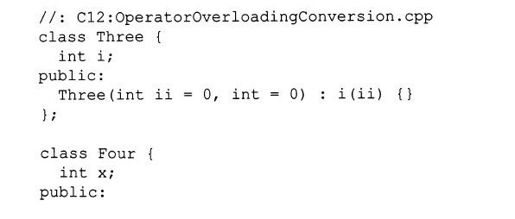 //: C12:OperatorOverloadingConversion.cpp
class Three {
  int i;
public:
  Three(int ii = 0, int = 0) : i(ii) {}
};

class Four {
  int x;
public: